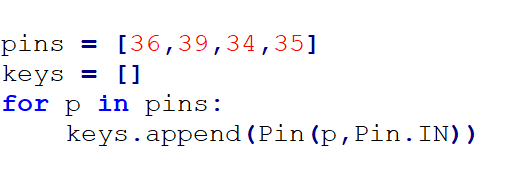 pins = [36,39,34,35]
keys = []
for p in pins:
    keys.append(Pin(p,Pin.IN))